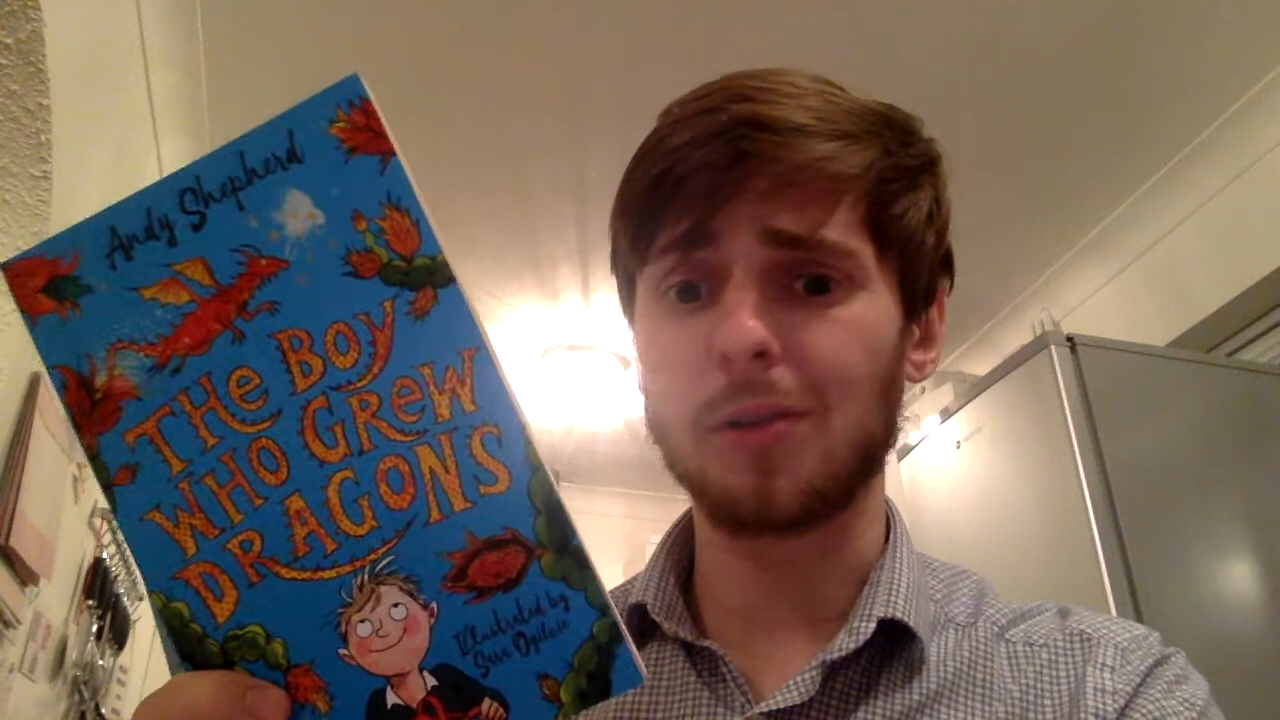 Andy Shepherd
THE BOY
WHO GREW
DRAGONS
Illustrated by
Sara Ogilvie